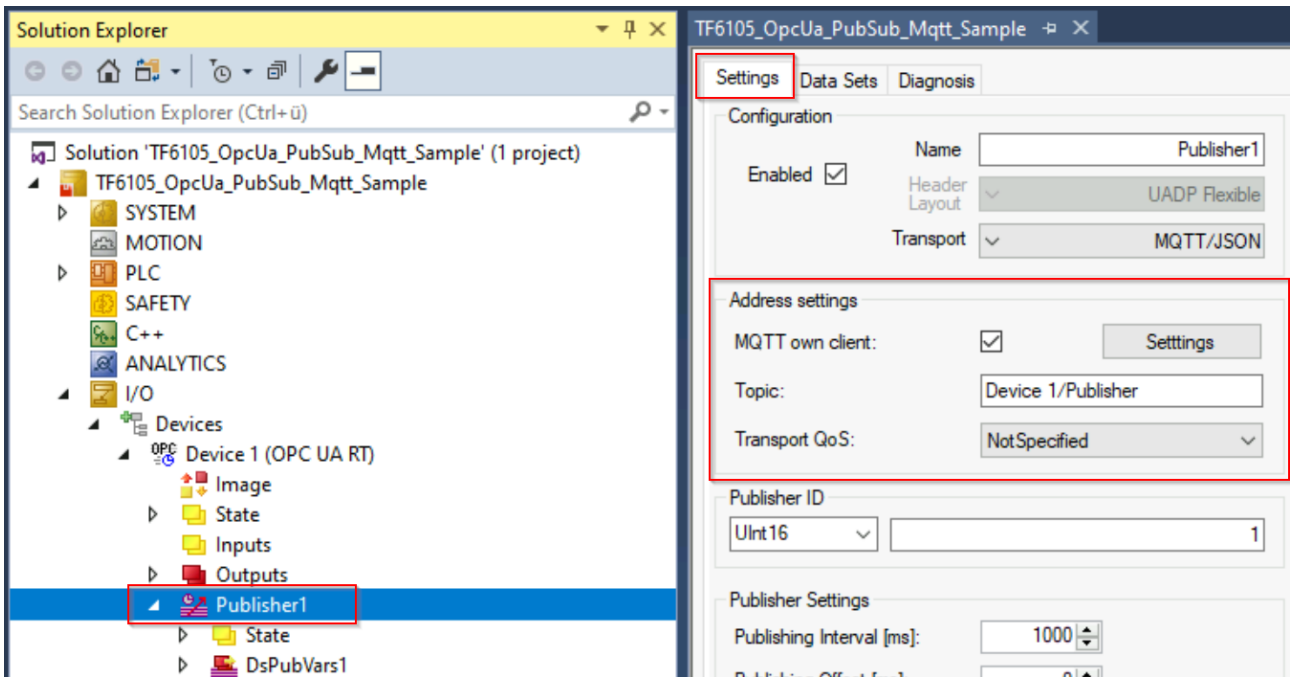 Solution Explorer
Search Solution Explorer (Ctrl+ü)
Solution 'TF6105_OpcUa_PubSub_Mqtt_Sample' (1 project)
TF6105_OpcUa_PubSub_Mqtt_Sample
SYSTEM
MOTION
PLC
SAFETY
C++
ANALYTICS
I/O
Devices
Device 1 (OPC UA RT)
Image
State
Inputs
Outputs
Publisher1
State
DsPubVars1
TF6105_OpcUa_PubSub_Mqtt_Sample
Settings Data Sets Diagnosis
Configuration
Name Publisher1
Enabled
Header
Layout
UADP Flexible
Transport MQTT/JSON
Address settings
MQTT own client: Setttings
Topic: Device 1/Publisher
Transport QoS: NotSpecified
Publisher ID
UInt16 1
Publisher Settings
Publishing Interval [ms]: 1000